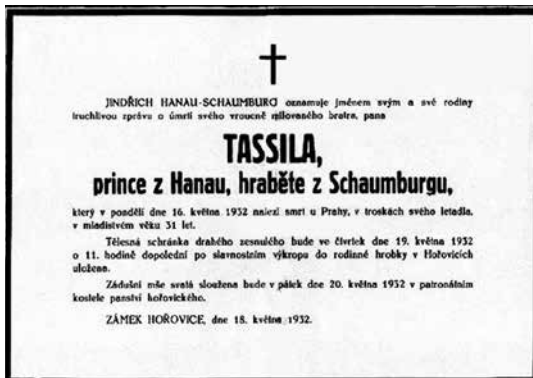 JINDŘICH HANAU-SCHAUMBURG oznamuje jménem svým a své rodiny
truchlivou zprávu o úmrtí svého vroucně milovaného bratra, pana
TASSILA,
prince z Hanau, hraběte z Schaumburgu,
který v pondělí dne 16. května 1932 nalezl smrt u Prahy, v troskách svého letadla,
v mladistvém věku 31 let.
Tělesná schránka drahého zesnulého bude ve čtvrtek dne 19. května 1932
o 11. hodině dopolední po slavnostním výkropu do rodinné hrobky v Hořovicích
uložena.
Zádušní mše svatá sloužena bude v pátek dne 20. května 1932 v patronátním
kostele panství hořovického.
ZÁMEK HOŘOVICE, dne 18. května 1932.